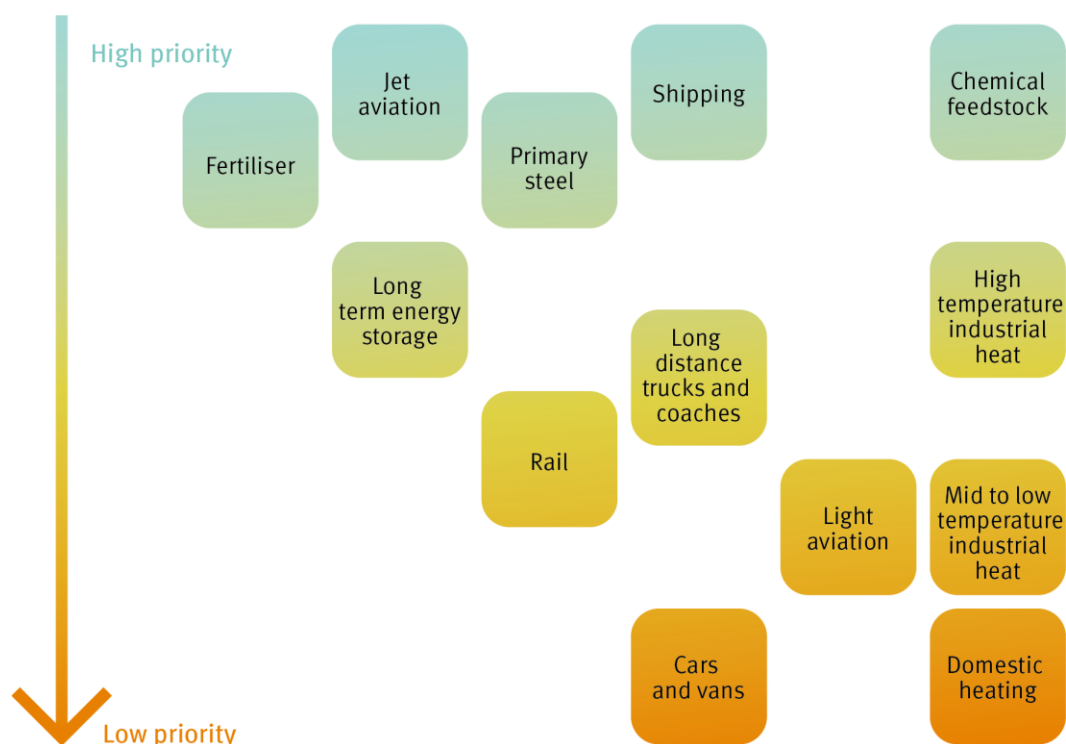 High priority
Jet
aviation
Shipping
Chemical
feedstock
Fertiliser
Primary
steel
Long
term energy
storage
High
temperature
industrial
heat
Long
distance
trucks and
coaches
Rail
Light
aviation
Mid to low
temperature
industrial
heat
Cars
and vans
Domestic
heating
Low priority